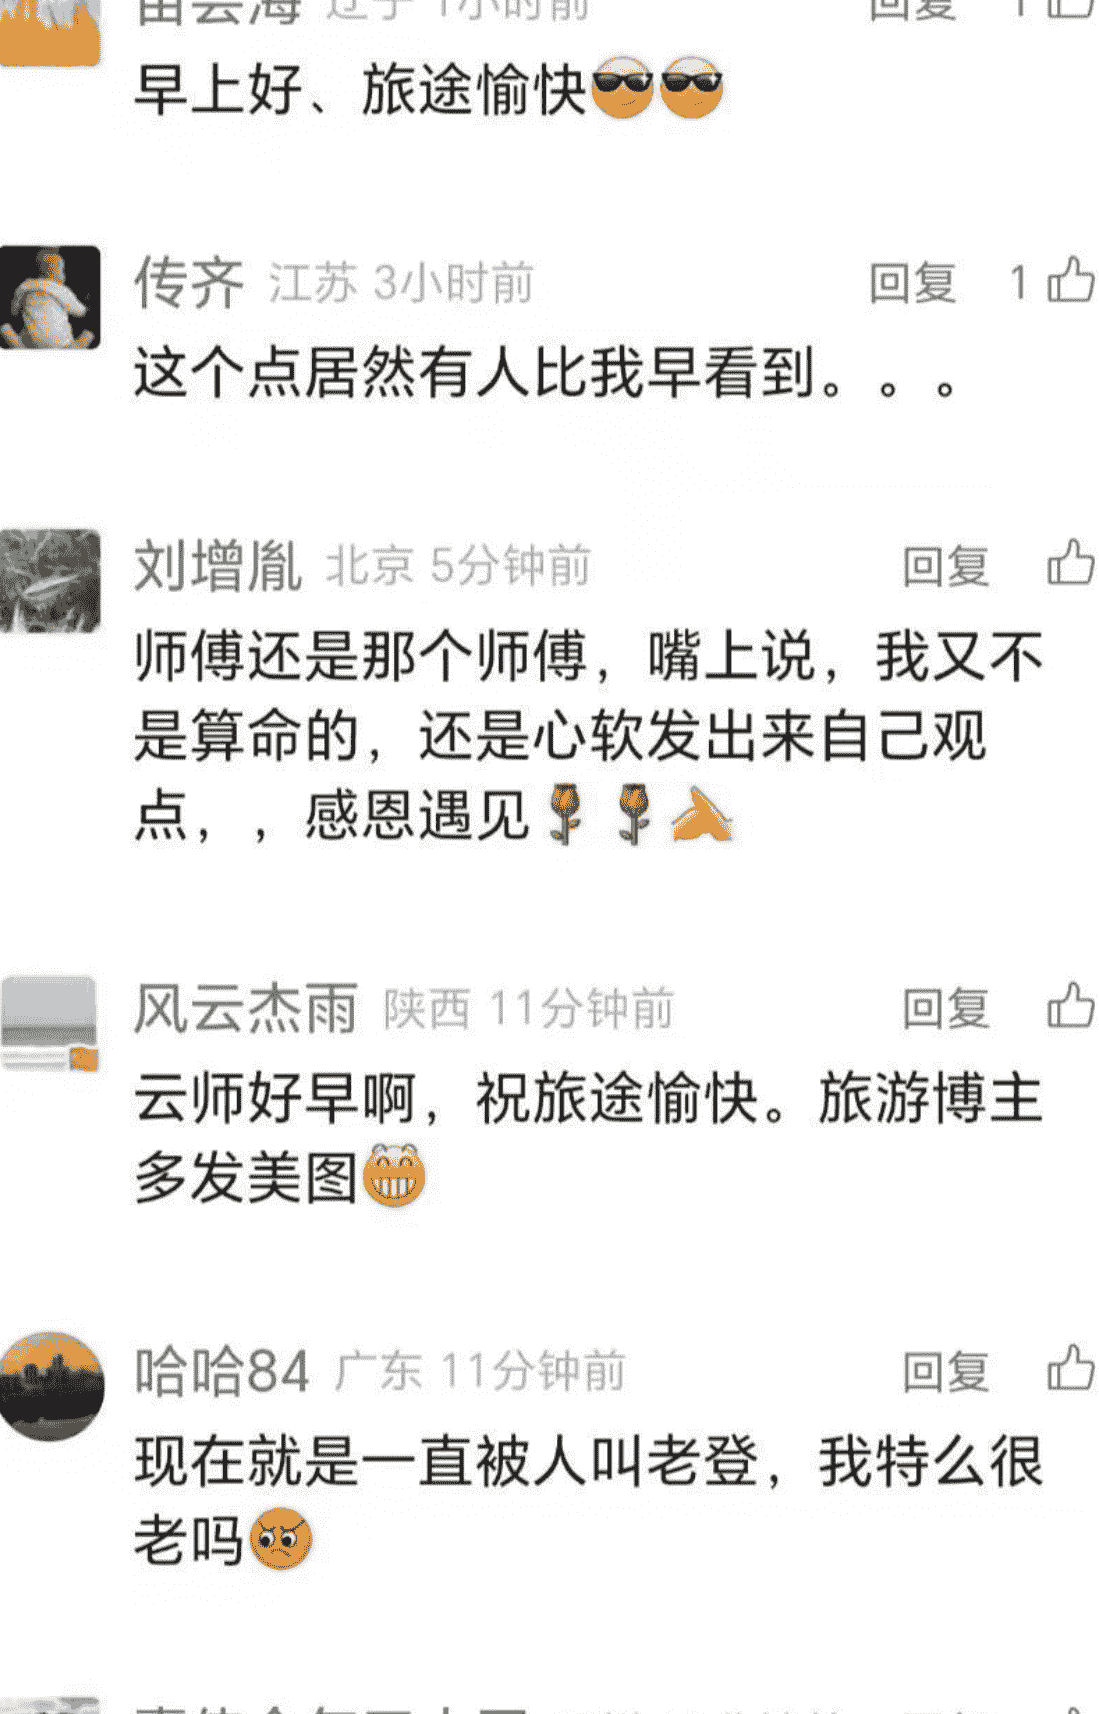 回复 1
早上好、旅途愉快
传齐 江苏 3小时前 回复 1
这个点居然有人比我早看到。。。
刘增胤 北京 5分钟前 回复
师傅还是那个师傅，嘴上说，我又不
是算命的，还是心软发出来自己观
点，，感恩遇见
风云杰雨 陕西 11分钟前 回复
云师好早啊，祝旅途愉快。旅游博主
多发美图
哈哈84 广东 11分钟前 回复
现在就是一直被人叫老登，我特么很
老吗